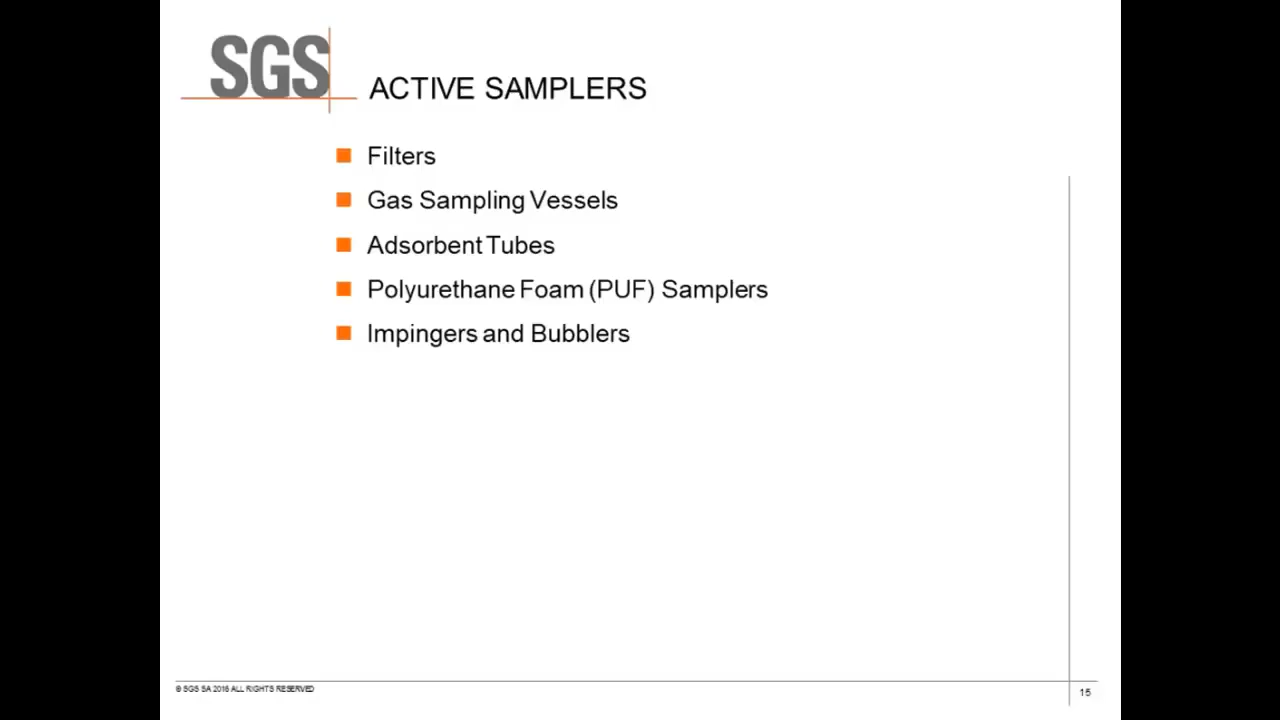 SGS
ACTIVE SAMPLERS
Filters
Gas Sampling Vessels
Adsorbent Tubes
Polyurethane Foam (PUF) Samplers
Impingers and Bubblers
© SGS SA 2016 ALL RIGHTS RESERVED
15